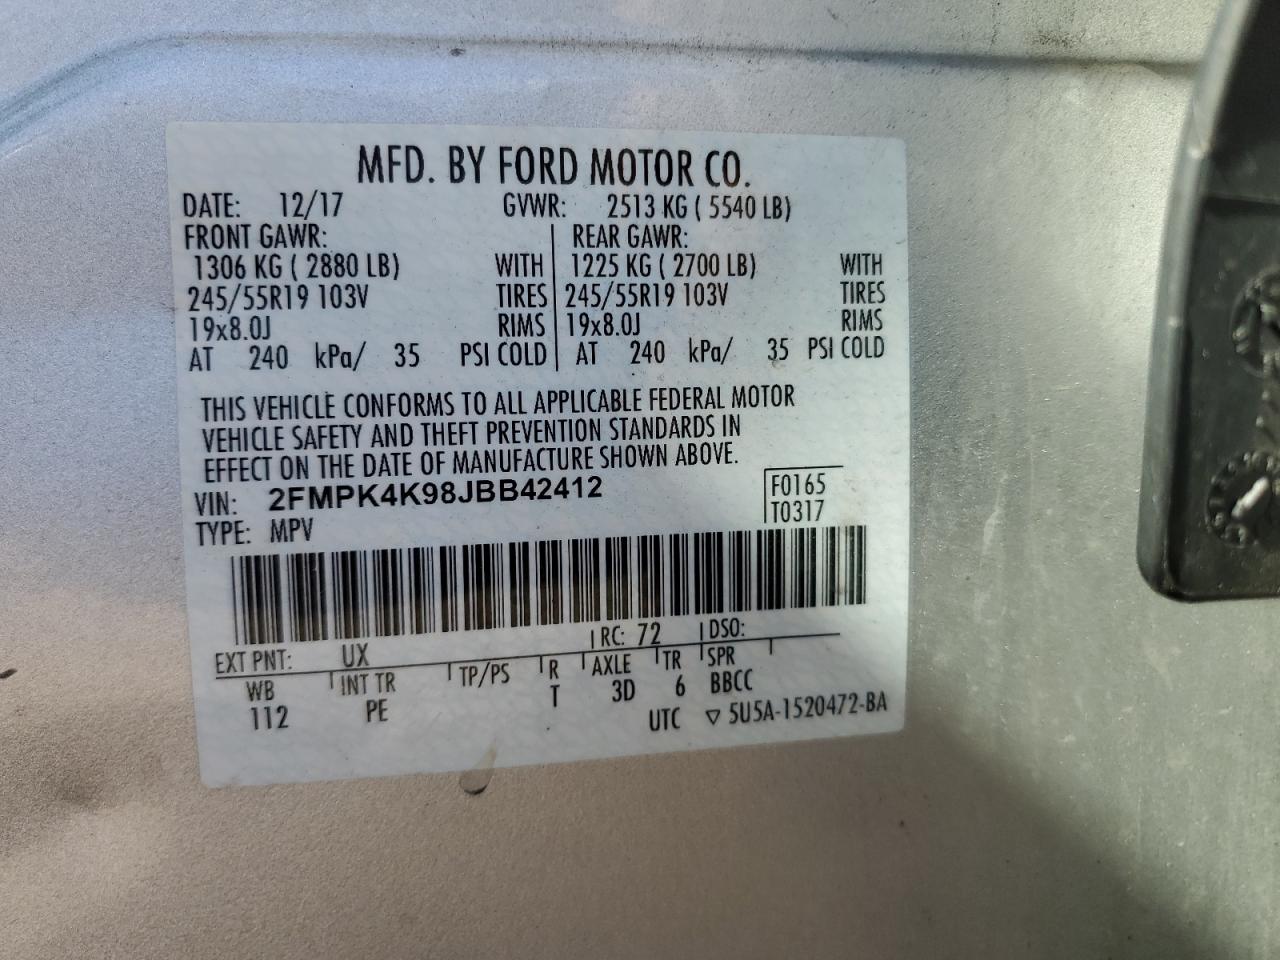 MFD. BY FORD MOTOR CO.
DATE: 12/17 GVWR: 2513 KG ( 5540 LB)
FRONT GAWR: REAR GAWR:
1306 KG ( 2880 LB) WITH 1225 KG ( 2700 LB) WITH
245/55R19 103V TIRES 245/55R19 103V TIRES
19x8.0J RIMS 19x8.0J RIMS
AT 240 kPa/ 35 PSI COLD AT 240 kPa/ 35 PSI COLD
THIS VEHICLE CONFORMS TO ALL APPLICABLE FEDERAL MOTOR
VEHICLE SAFETY AND THEFT PREVENTION STANDARDS IN
EFFECT ON THE DATE OF MANUFACTURE SHOWN ABOVE.
VIN: 2FMPK4K98JBB42412 F0165
TYPE: MPV T0317
EXT PNT: UX RC: 72 DSO:
WB INT TR TP/PS R AXLE TR SPR
112 PE T 3D 6 BBCC
UTC ▽ 5U5A-1520472-BA